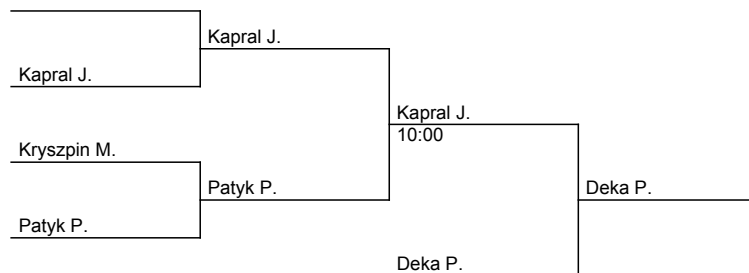 Kapral J.
Kapral J.
Kapral J.
10:00
Kryszpin M.
Patyk P.
Deka P.
Patyk P.
Deka P.